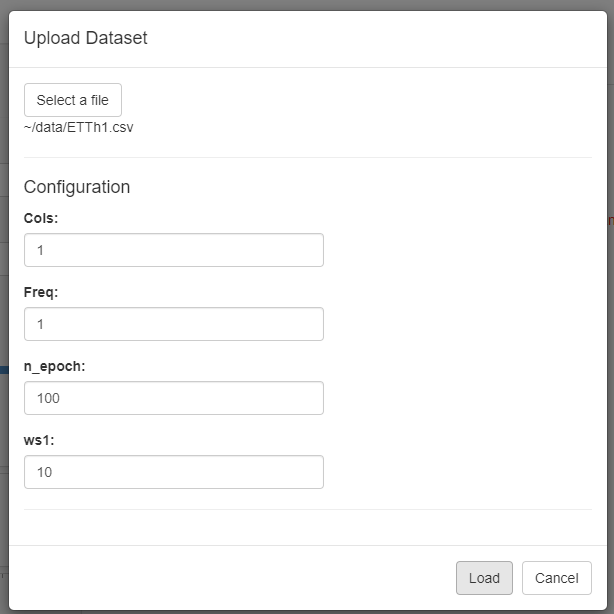 Upload Dataset
Select a file
~/data/ETTh1.csv
Configuration
Cols:
1
Freq:
1
n_epoch:
100
ws1:
10
Load Cancel